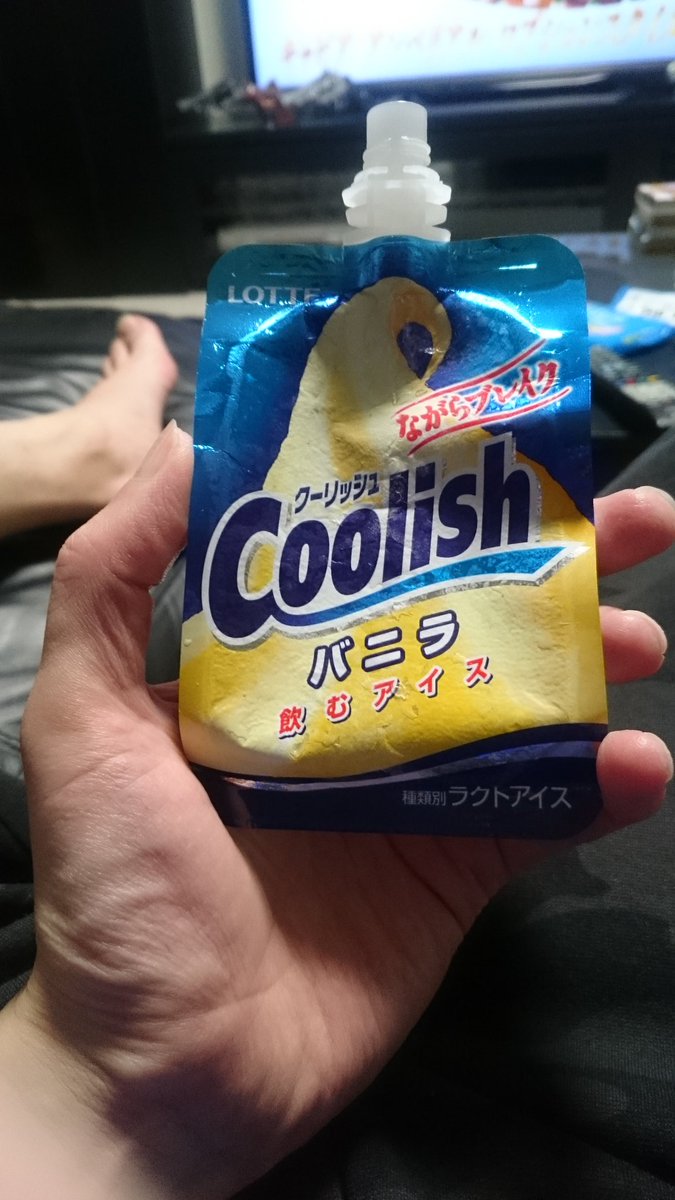 LOTTE
ながらブレイク
クーリッシュ
Coolish
バニラ
飲むアイス
種類別 ラクトアイス